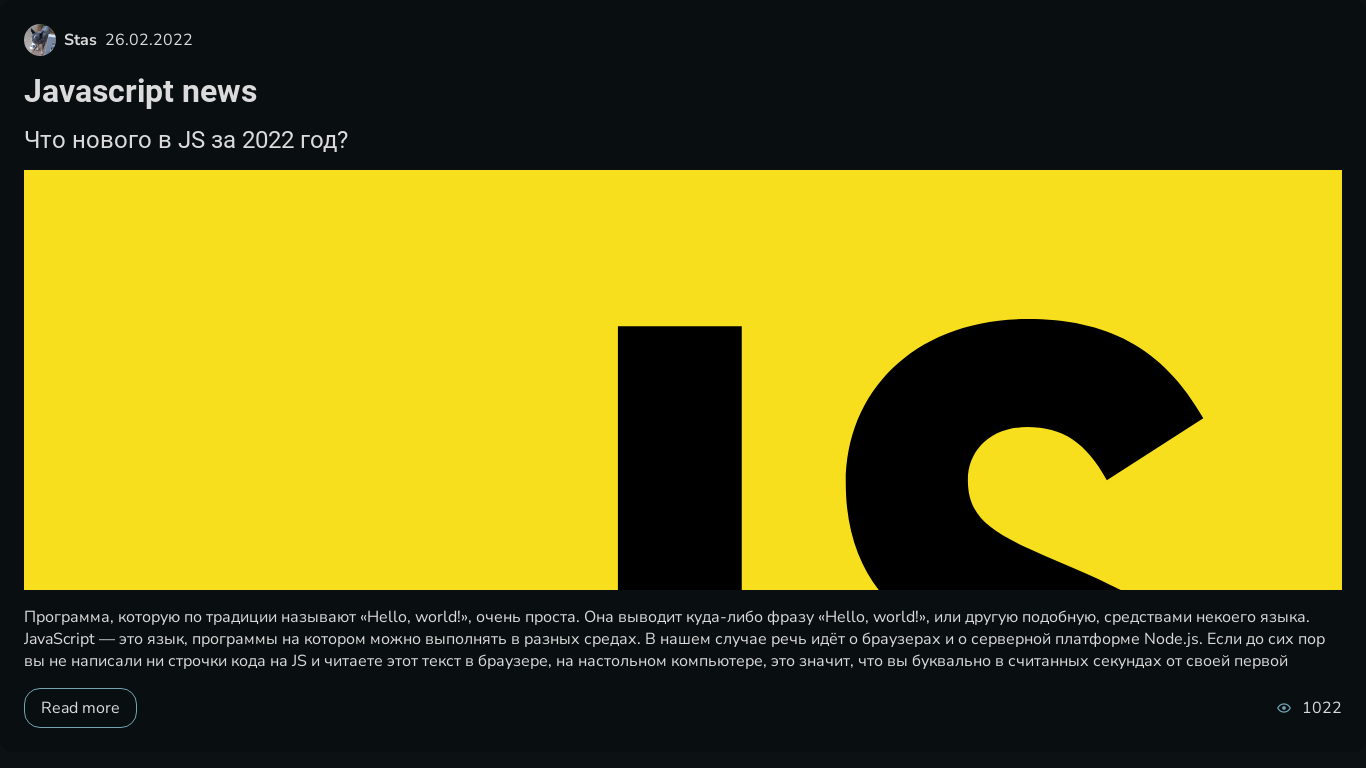 Stas 26.02.2022
Javascript news
Что нового в JS за 2022 год?
JS
Программа, которую по традиции называют «Hello, world!», очень проста. Она выводит куда-либо фразу «Hello, world!», или другую подобную, средствами некоего языка.
JavaScript — это язык, программы на котором можно выполнять в разных средах. В нашем случае речь идёт о браузерах и о серверной платформе Node.js. Если до сих пор
вы не написали ни строчки кода на JS и читаете этот текст в браузере, на настольном компьютере, это значит, что вы буквально в считанных секундах от своей первой
Read more 1022